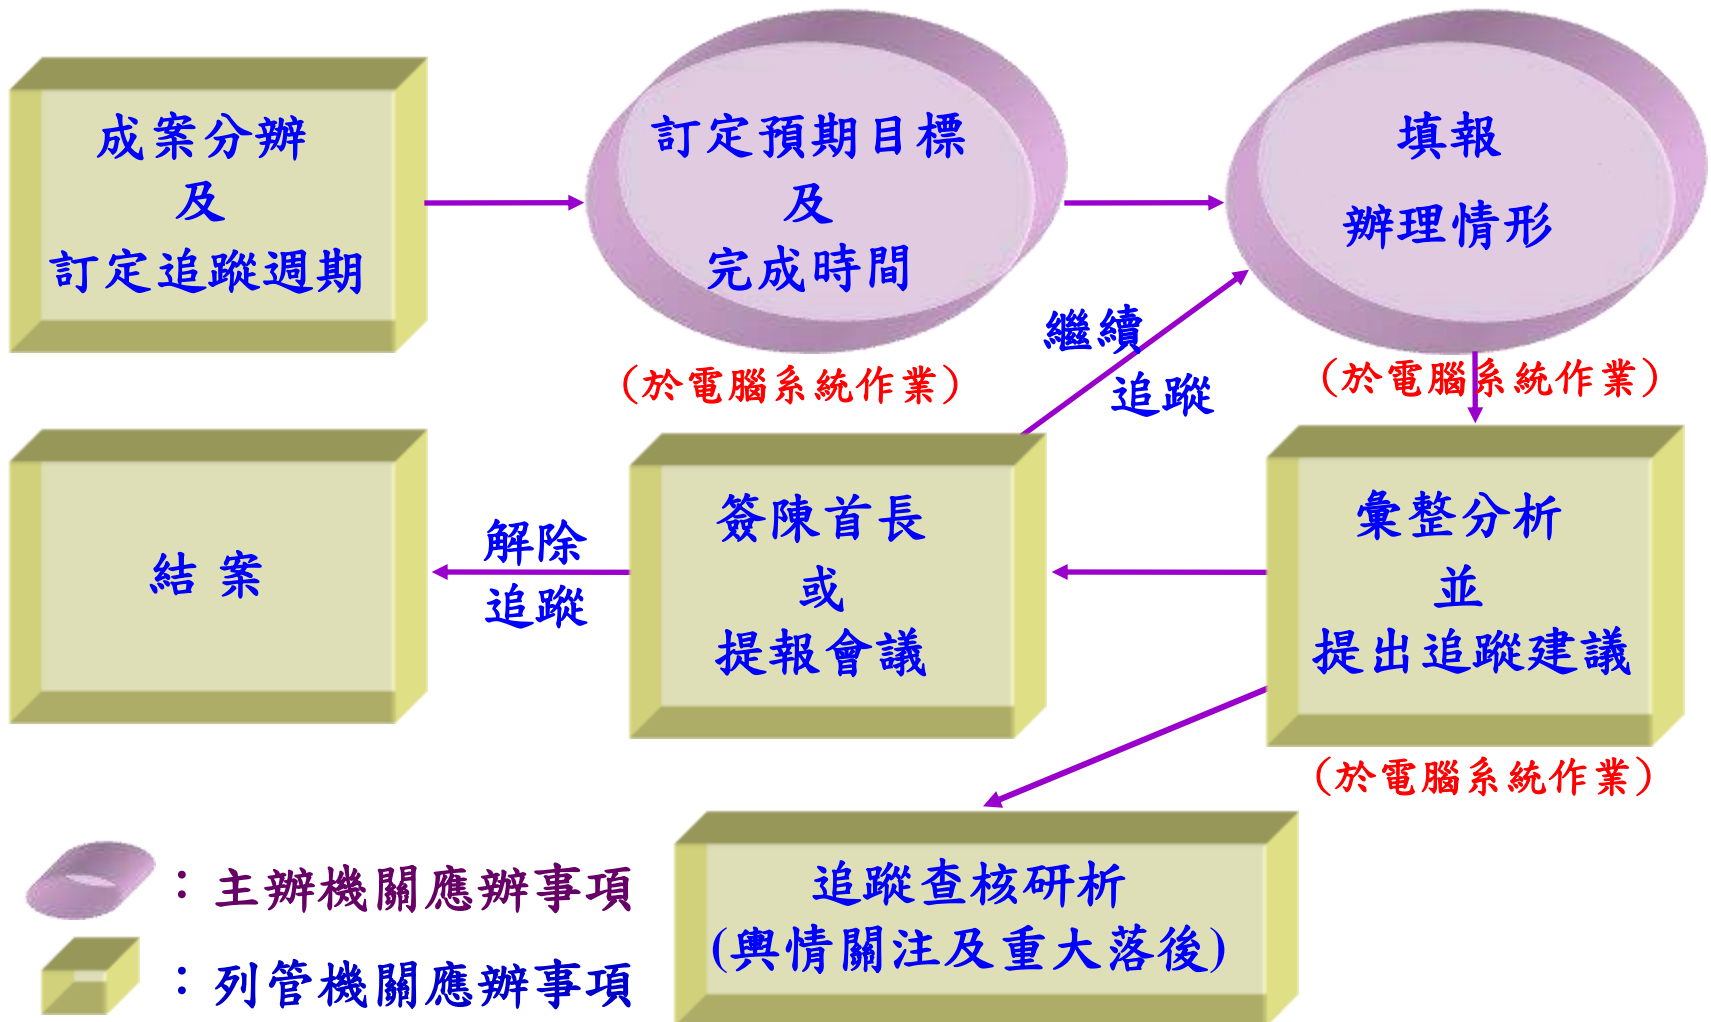 成案分辦
及
訂定追蹤週期
訂定預期目標
及
完成時間
(於電腦系統作業)
填報
辦理情形
(於電腦系統作業)
繼續
追蹤
結案
解除
追蹤
簽陳首長
或
提報會議
彙整分析
並
提出追蹤建議
(於電腦系統作業)
追蹤查核研析
(輿情關注及重大落後)
：主辦機關應辦事項
：列管機關應辦事項